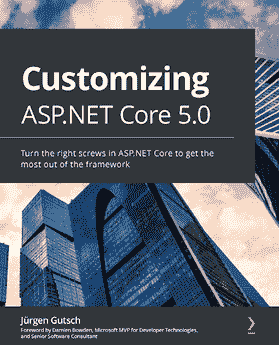 Customizing
ASP.NET Core 5.0
Turn the right screws in ASP.NET Core to get the
most out of the framework
Jürgen Gutsch
Foreword by Damien Bowden, Microsoft MVP for Developer Technologies,
and Senior Software Consultant